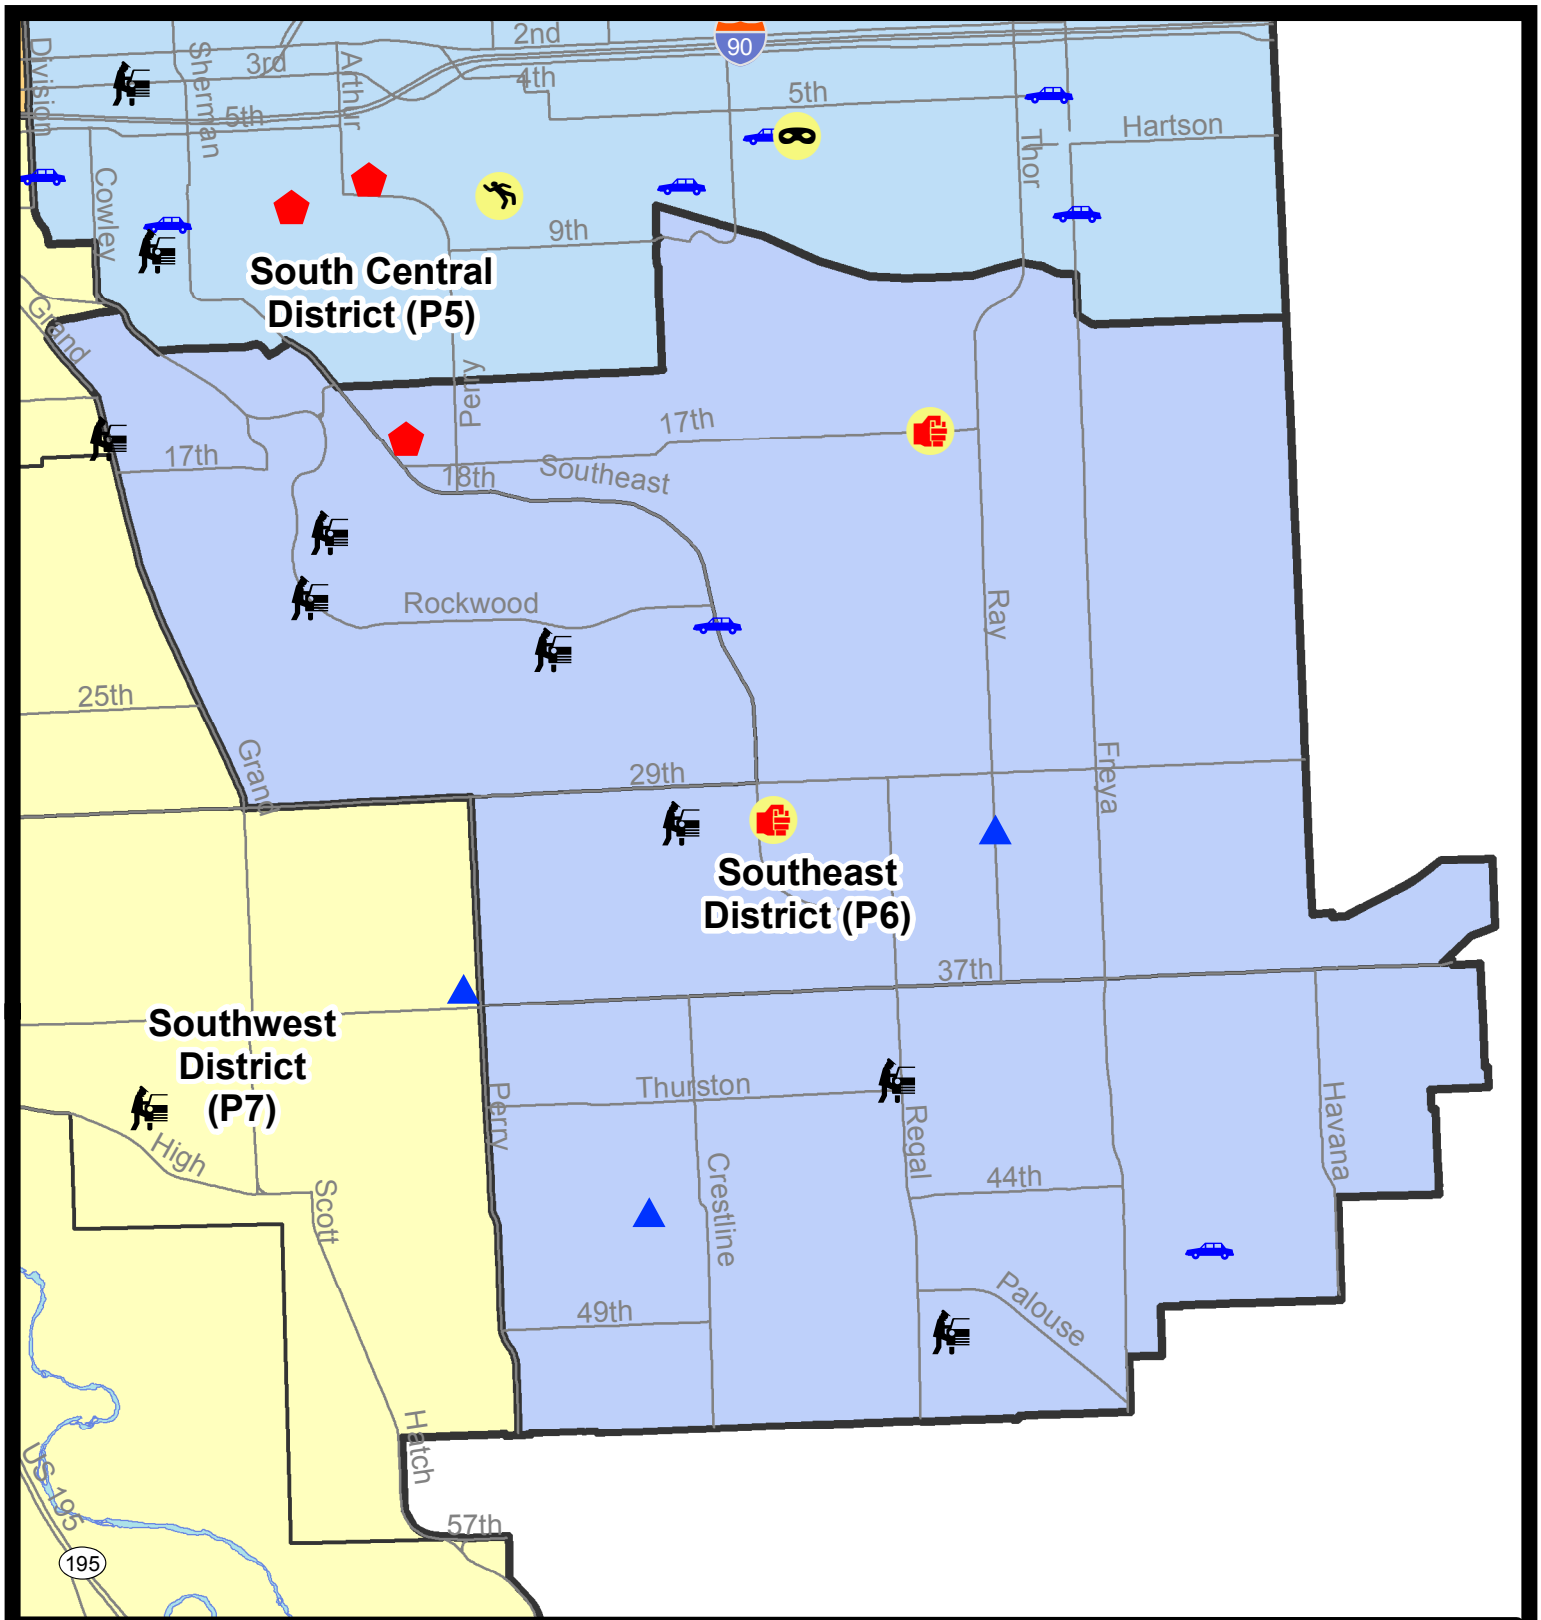 2nd
90
Division
Sherman
3rd
Arthur
4th
5th
5th
Hartson
Thor
Cowley
9th
South Central
District (P5)
Grand
Perry
17th
17th
18th
Southeast
Rockwood
Ray
25th
Grand
29th
Freya
Southeast
District (P6)
37th
Southwest
District
(P7)
Thurston
Perry
Regal
Havana
High
Crestline
44th
Scott
Palouse
49th
Hatch
US 195
57th
195